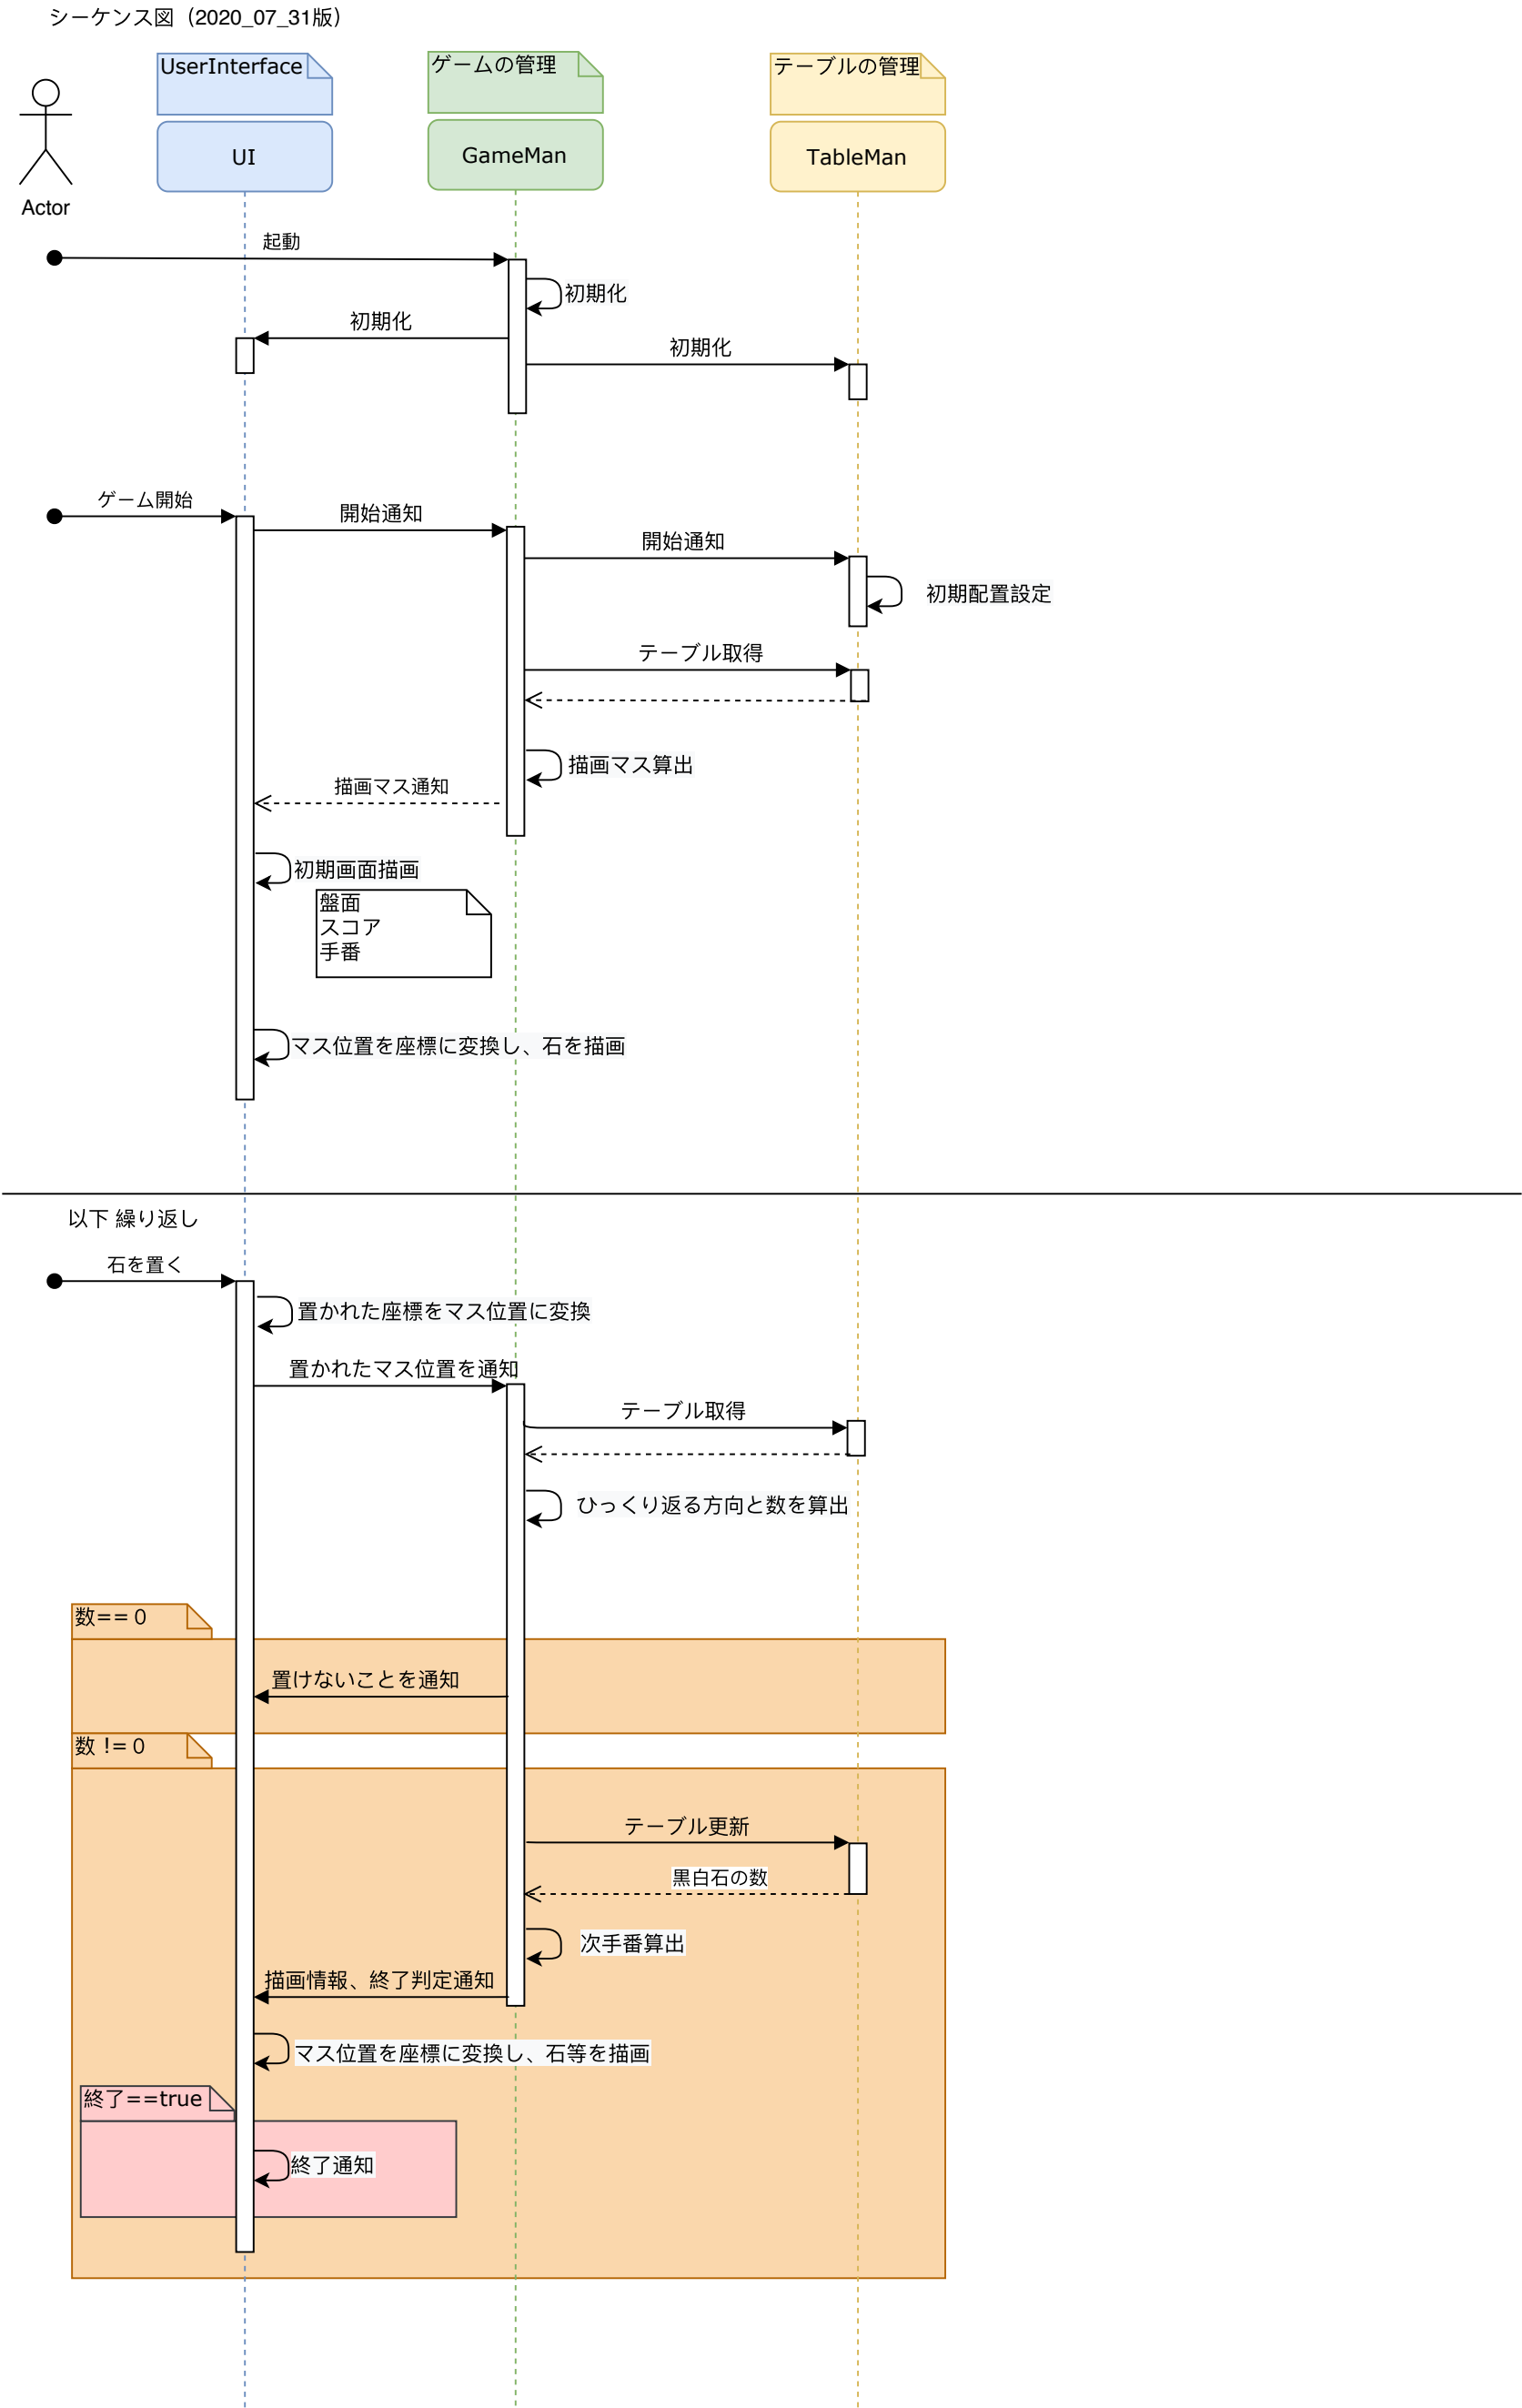 シーケンス図（2020_07_31版）
UserInterface
ゲームの管理
テーブルの管理
UI
GameMan
TableMan
Actor
起動
初期化
初期化
初期化
ゲーム開始
開始通知
開始通知
初期配置設定
テーブル取得
描画マス算出
描画マス通知
初期画面描画
盤面
スコア
手番
マス位置を座標に変換し、石を描画
以下 繰り返し
石を置く
置かれた座標をマス位置に変換
置かれたマス位置を通知
テーブル取得
ひっくり返る方向と数を算出
数==０
置けないことを通知
数 !=０
テーブル更新
黒白石の数
次手番算出
描画情報、終了判定通知
マス位置を座標に変換し、石等を描画
終了==true
終了通知